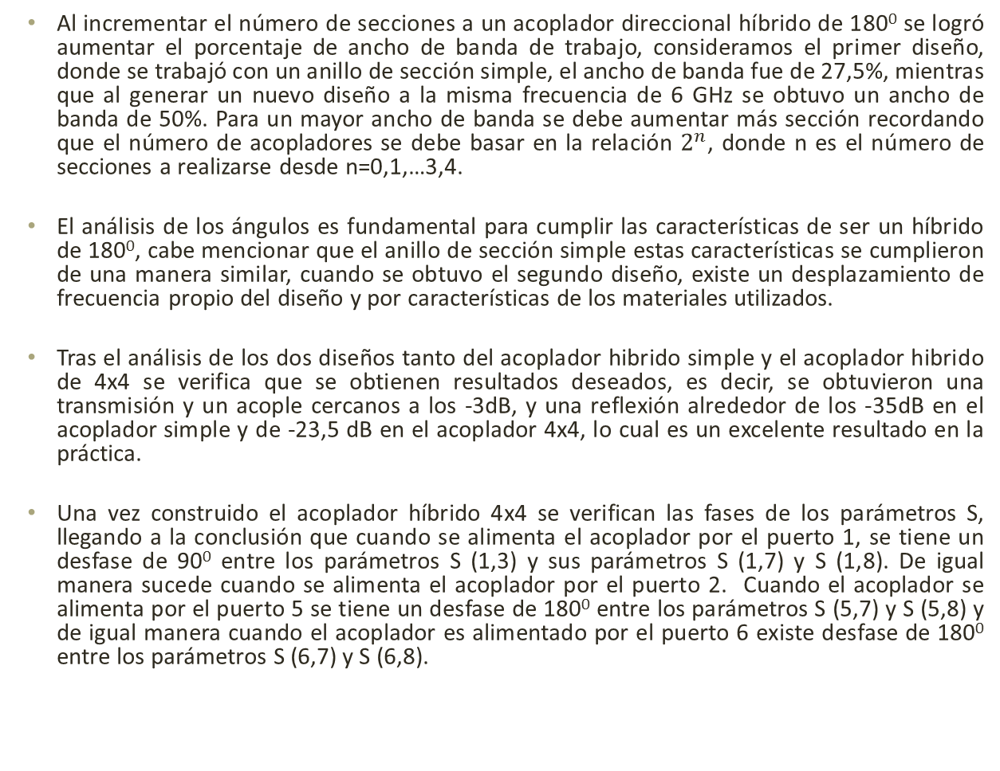 • Al incrementar el número de secciones a un acoplador direccional híbrido de 180⁰ se logró
aumentar el porcentaje de ancho de banda de trabajo, consideramos el primer diseño,
donde se trabajó con un anillo de sección simple, el ancho de banda fue de 27,5%, mientras
que al generar un nuevo diseño a la misma frecuencia de 6 GHz se obtuvo un ancho de
banda de 50%. Para un mayor ancho de banda se debe aumentar más sección recordando
que el número de acopladores se debe basar en la relación 2ⁿ, donde n es el número de
secciones a realizarse desde n=0,1,…3,4.
• El análisis de los ángulos es fundamental para cumplir las características de ser un híbrido
de 180⁰, cabe mencionar que el anillo de sección simple estas características se cumplieron
de una manera similar, cuando se obtuvo el segundo diseño, existe un desplazamiento de
frecuencia propio del diseño y por características de los materiales utilizados.
• Tras el análisis de los dos diseños tanto del acoplador hibrido simple y el acoplador hibrido
de 4x4 se verifica que se obtienen resultados deseados, es decir, se obtuvieron una
transmisión y un acople cercanos a los -3dB, y una reflexión alrededor de los -35dB en el
acoplador simple y de -23,5 dB en el acoplador 4x4, lo cual es un excelente resultado en la
práctica.
• Una vez construido el acoplador híbrido 4x4 se verifican las fases de los parámetros S,
llegando a la conclusión que cuando se alimenta el acoplador por el puerto 1, se tiene un
desfase de 90⁰ entre los parámetros S (1,3) y sus parámetros S (1,7) y S (1,8). De igual
manera sucede cuando se alimenta el acoplador por el puerto 2.  Cuando el acoplador se
alimenta por el puerto 5 se tiene un desfase de 180⁰ entre los parámetros S (5,7) y S (5,8) y
de igual manera cuando el acoplador es alimentado por el puerto 6 existe desfase de 180⁰
entre los parámetros S (6,7) y S (6,8).